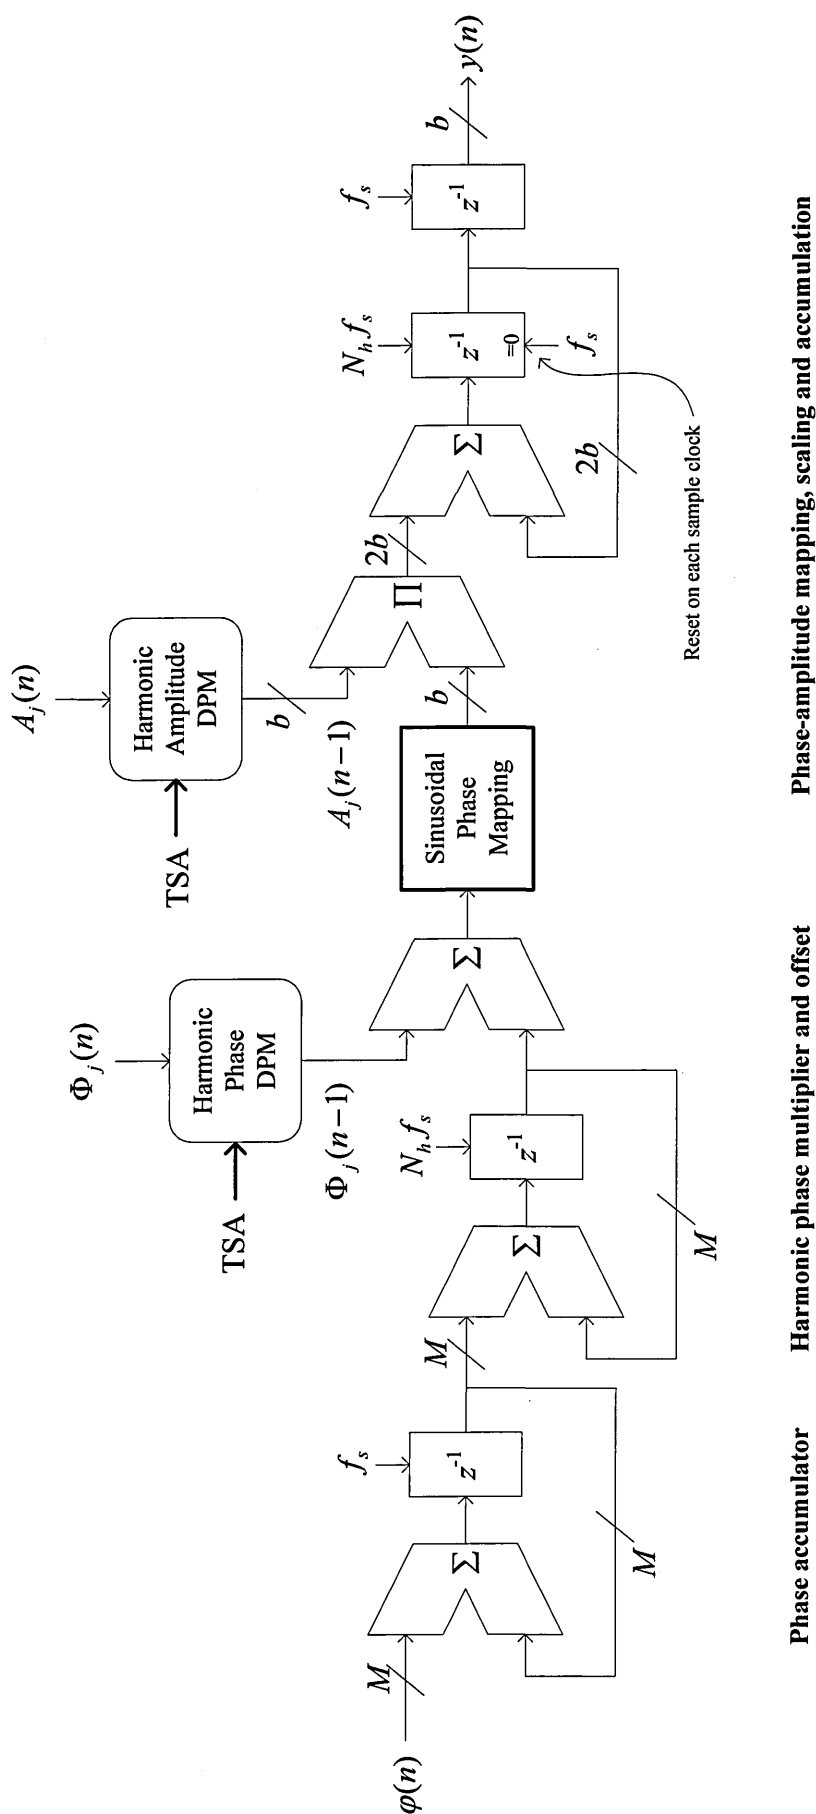 φ(n)
M
Σ
M
f_s
z^-1
M
Σ
M
N_h f_s
z^-1
Φ_j(n)
TSA
Harmonic
Phase
DPM
Φ_j(n−1)
Σ
Sinusoidal
Phase
Mapping
b
A_j(n)
TSA
Harmonic
Amplitude
DPM
b
A_j(n−1)
Π
2b
Σ
2b
N_h f_s
z^-1
=0
f_s
Reset on each sample clock
f_s
z^-1
b
y(n)
Phase accumulator
Harmonic phase multiplier and offset
Phase-amplitude mapping, scaling and accumulation